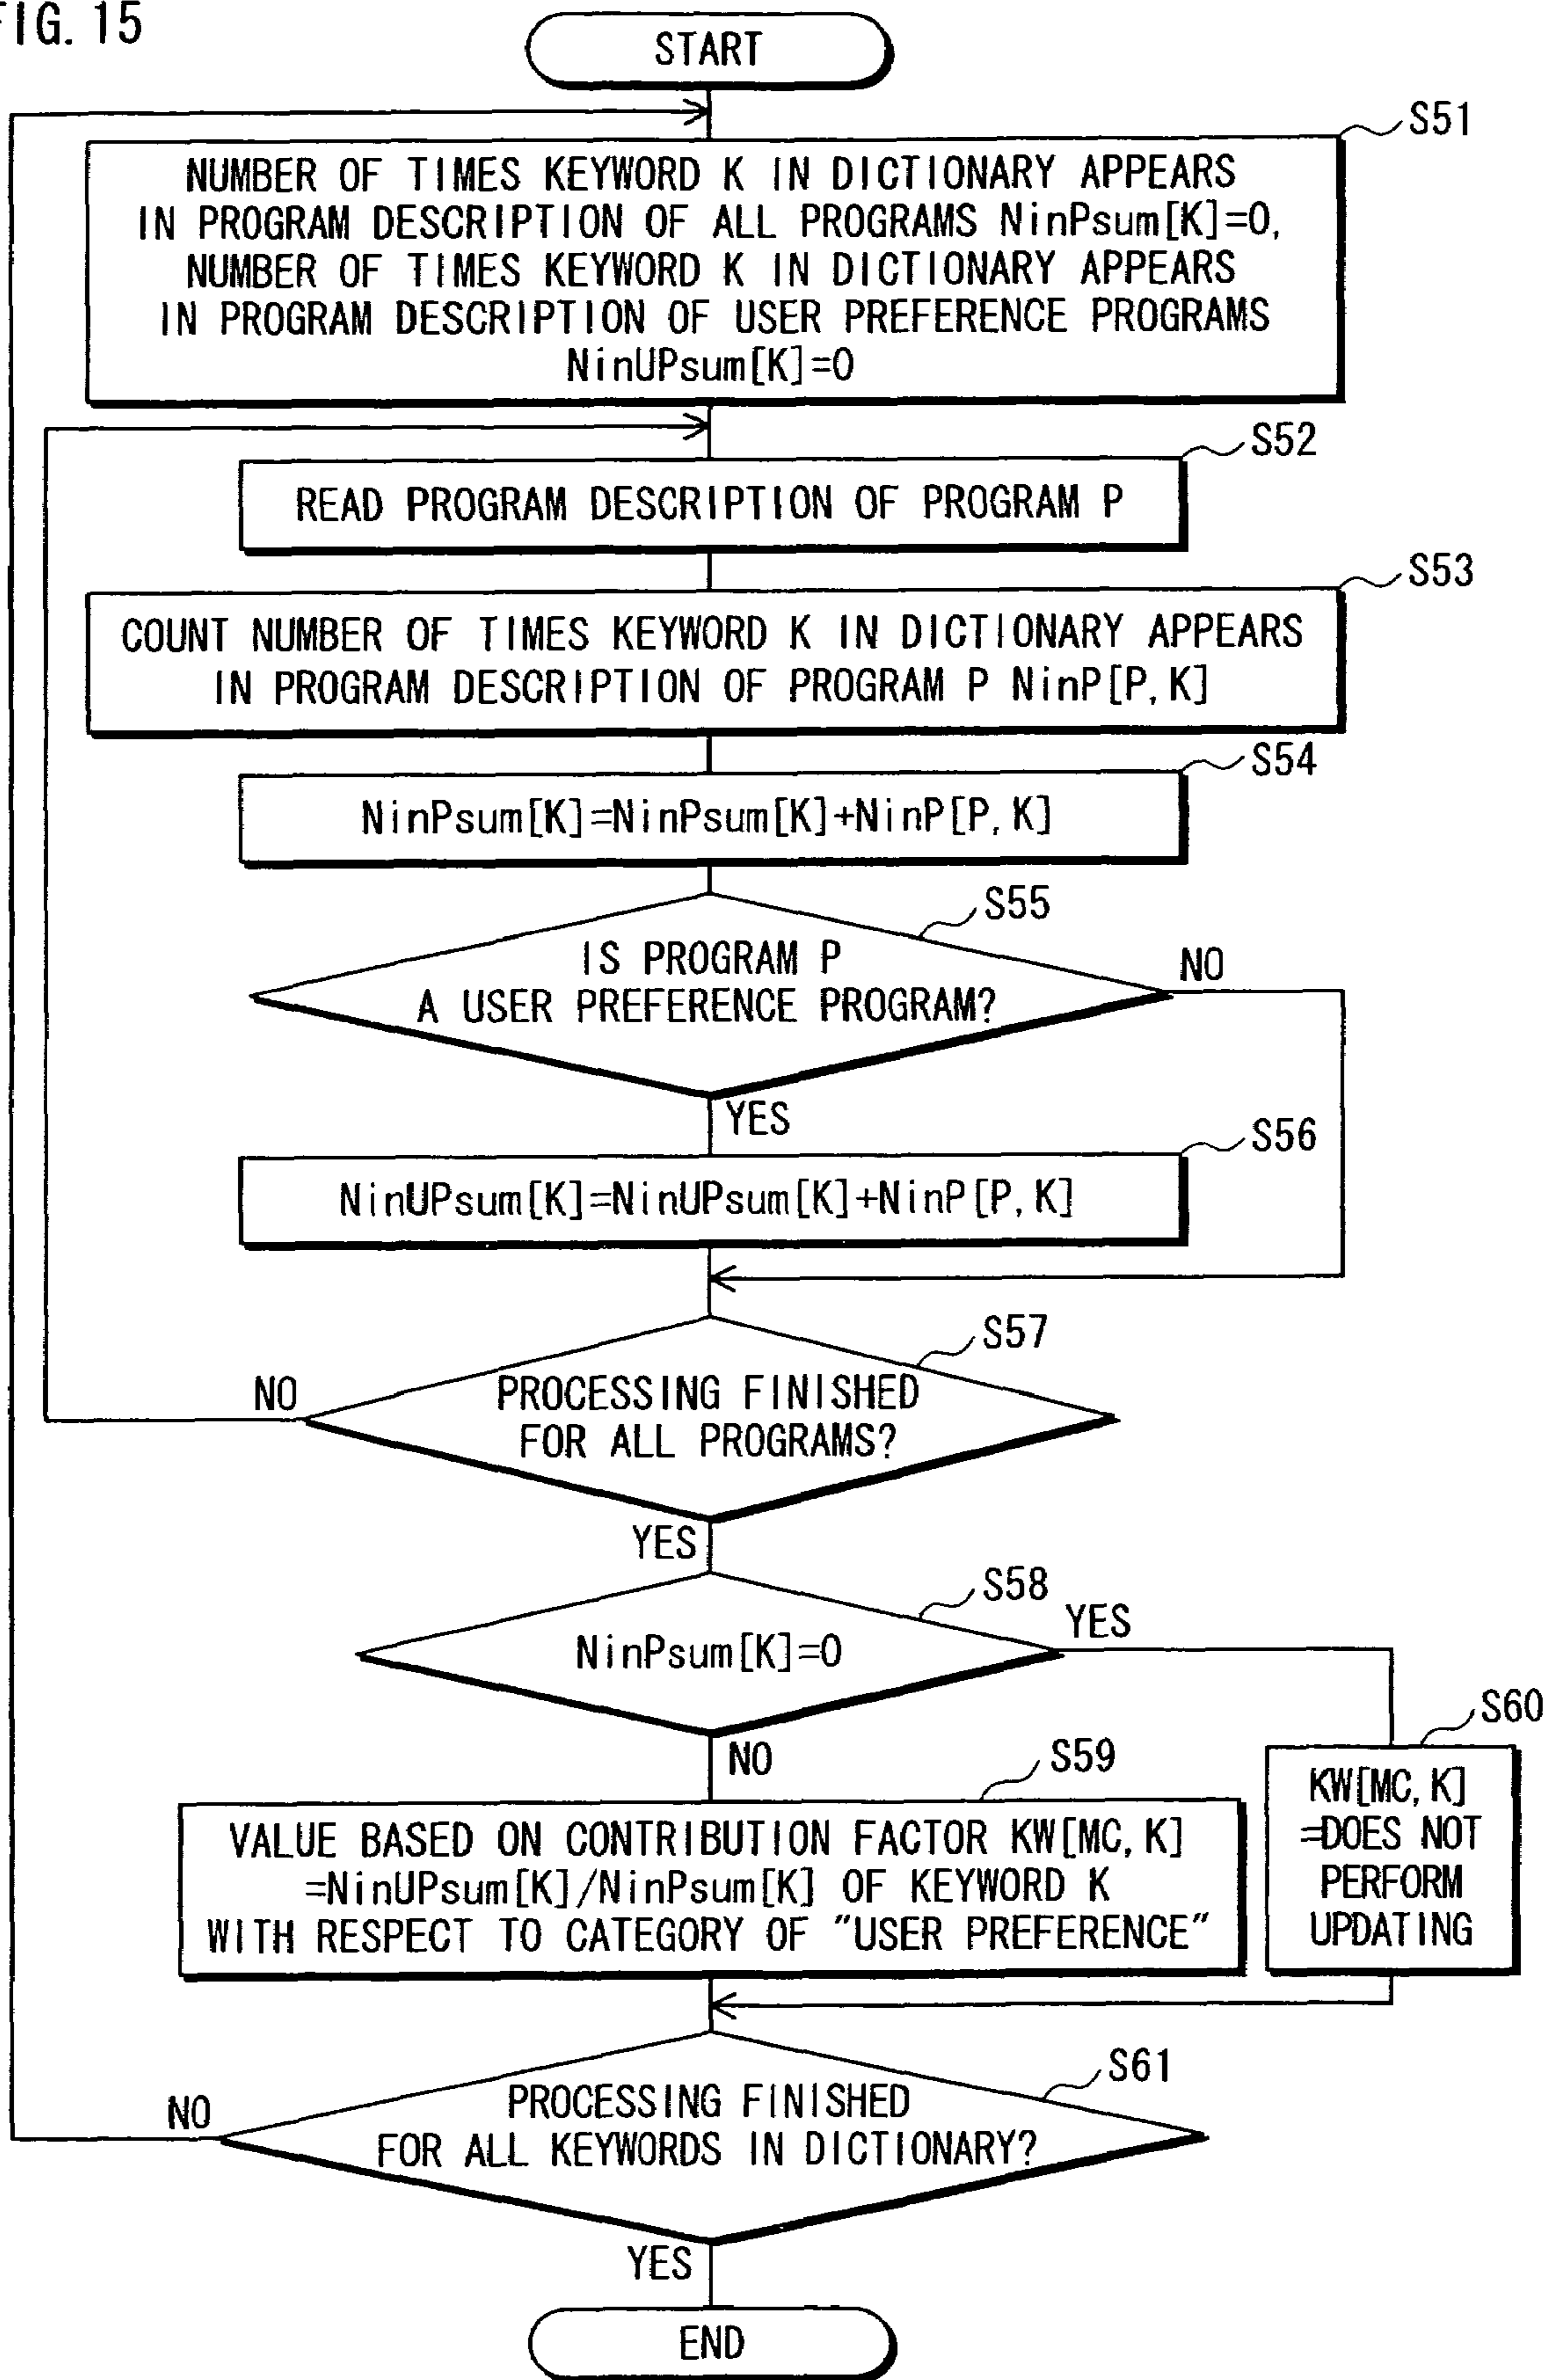 FIG. 15
START
S51
NUMBER OF TIMES KEYWORD K IN DICTIONARY APPEARS
IN PROGRAM DESCRIPTION OF ALL PROGRAMS NinPsum[K]=0,
NUMBER OF TIMES KEYWORD K IN DICTIONARY APPEARS
IN PROGRAM DESCRIPTION OF USER PREFERENCE PROGRAMS
NinUPsum[K]=0
S52
READ PROGRAM DESCRIPTION OF PROGRAM P
S53
COUNT NUMBER OF TIMES KEYWORD K IN DICTIONARY APPEARS
IN PROGRAM DESCRIPTION OF PROGRAM P NinP[P,K]
S54
NinPsum[K]=NinPsum[K]+NinP[P,K]
S55
IS PROGRAM P
A USER PREFERENCE PROGRAM?
NO
YES
S56
NinUPsum[K]=NinUPsum[K]+NinP[P,K]
S57
PROCESSING FINISHED
FOR ALL PROGRAMS?
NO
YES
S58
NinPsum[K]=0
YES
NO
S60
KW[MC,K]
=DOES NOT
PERFORM
UPDATING
S59
VALUE BASED ON CONTRIBUTION FACTOR KW[MC,K]
=NinUPsum[K]/NinPsum[K] OF KEYWORD K
WITH RESPECT TO CATEGORY OF "USER PREFERENCE"
S61
PROCESSING FINISHED
FOR ALL KEYWORDS IN DICTIONARY?
NO
YES
END